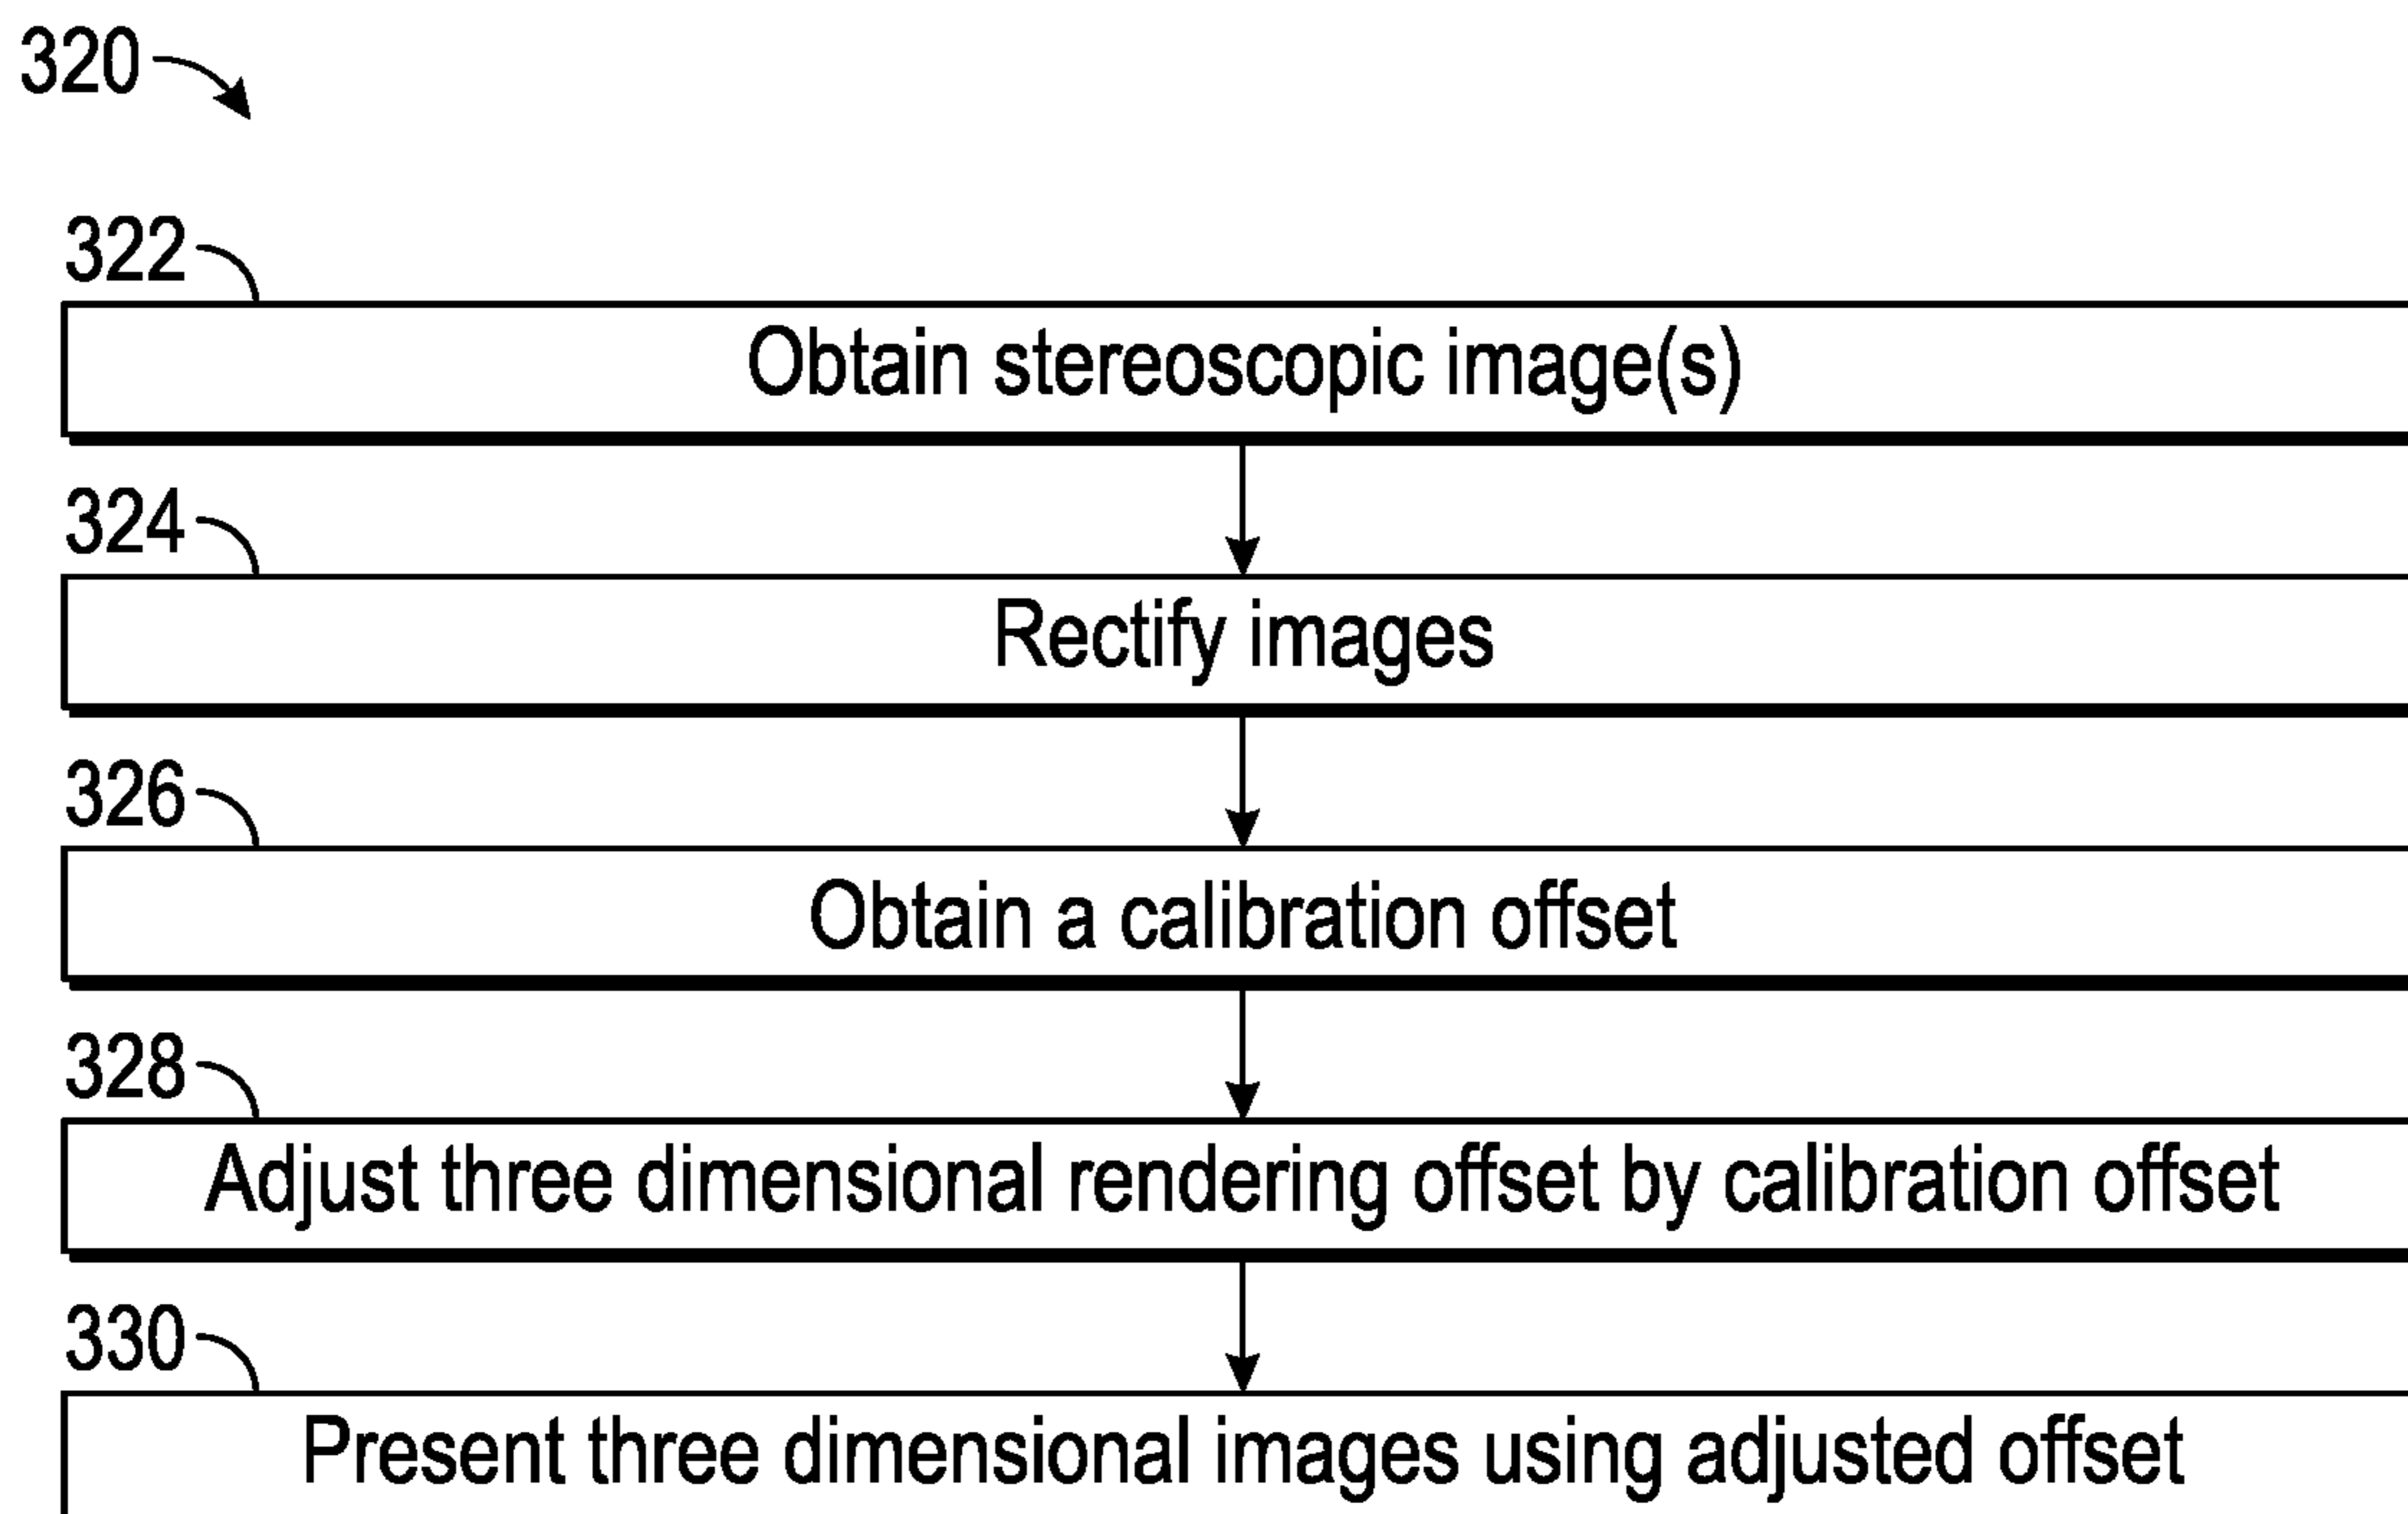 320
322
Obtain stereoscopic image(s)
324
Rectify images
326
Obtain a calibration offset
328
Adjust three dimensional rendering offset by calibration offset
330
Present three dimensional images using adjusted offset